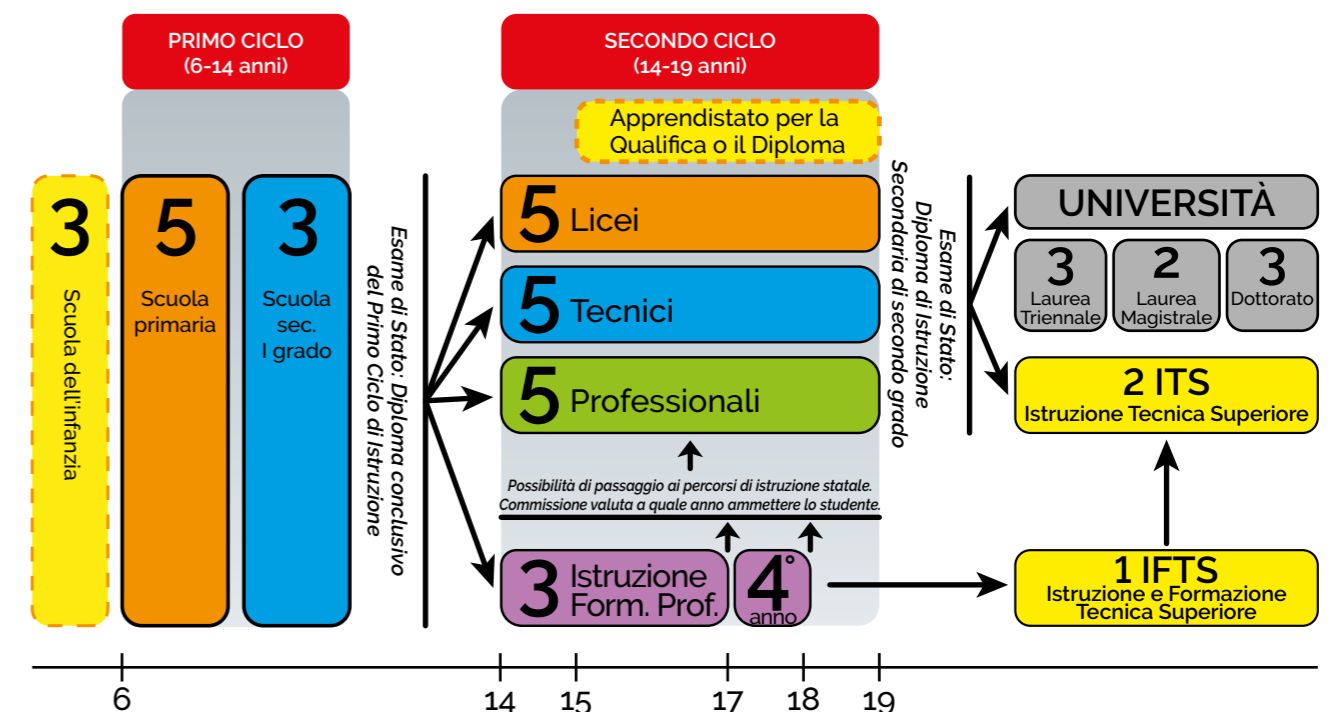 PRIMO CICLO
(6-14 anni)
SECONDO CICLO
(14-19 anni)
Apprendistato per la
Qualifica o il Diploma
3
Scuola dell'infanzia
5
Scuola
primaria
3
Scuola
sec.
I grado
Esame di Stato: Diploma conclusivo
del Primo Ciclo di Istruzione
5 Licei
5 Tecnici
5 Professionali
Possibilità di passaggio ai percorsi di istruzione statale.
Commissione valuta a quale anno ammettere lo studente.
3 Istruzione
Form. Prof.
4°
anno
Esame di Stato:
Diploma di Istruzione
Secondaria di secondo grado
UNIVERSITÀ
3
Laurea
Triennale
2
Laurea
Magistrale
3
Dottorato
2 ITS
Istruzione Tecnica Superiore
1 IFTS
Istruzione e Formazione
Tecnica Superiore
6 14 15 17 18 19